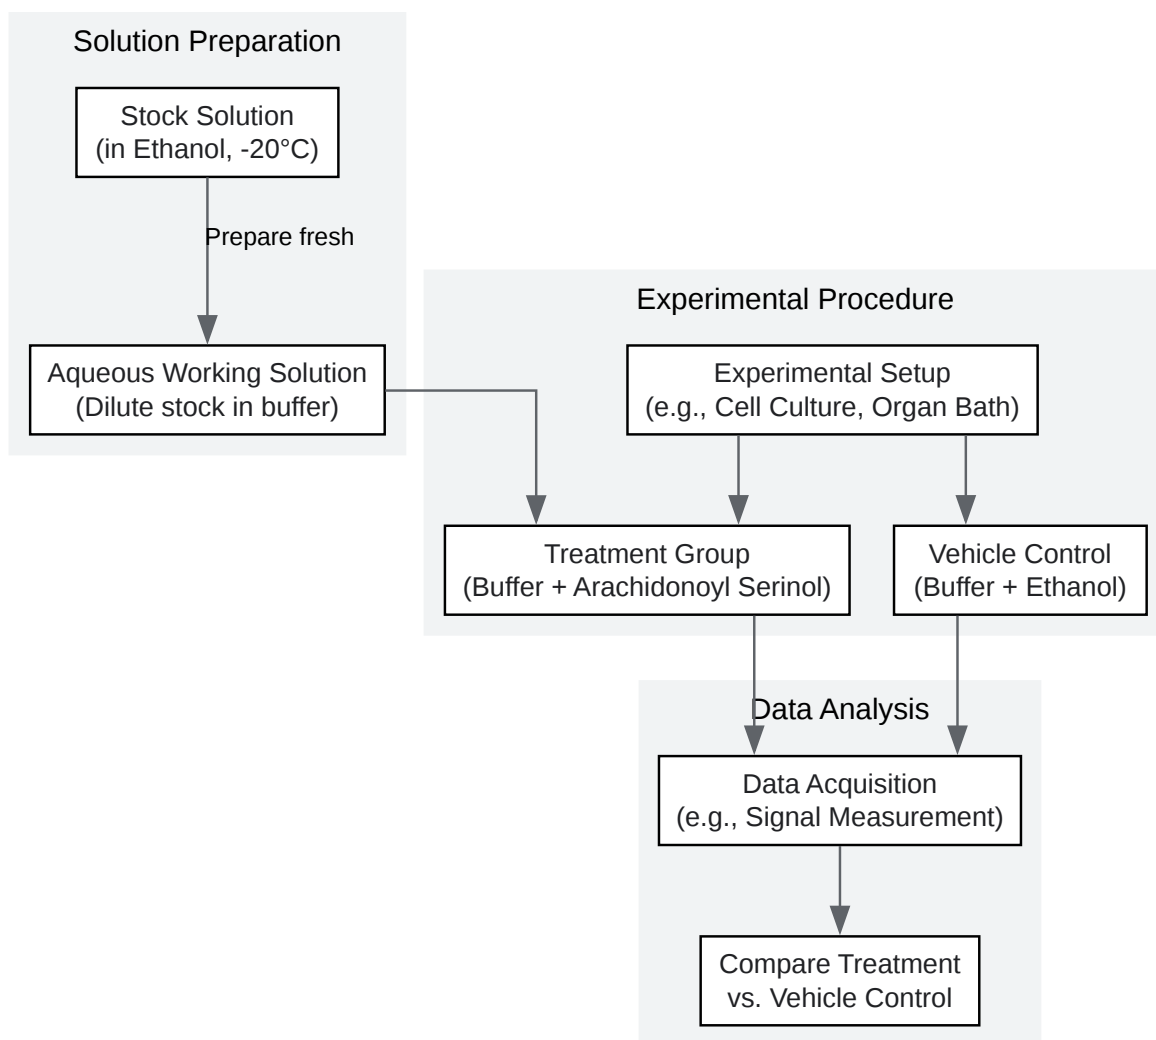 Solution Preparation
Stock Solution
(in Ethanol, -20°C)
Prepare fresh
Aqueous Working Solution
(Dilute stock in buffer)
Experimental Procedure
Experimental Setup
(e.g., Cell Culture, Organ Bath)
Treatment Group
(Buffer + Arachidonoyl Serinol)
Vehicle Control
(Buffer + Ethanol)
Data Analysis
Data Acquisition
(e.g., Signal Measurement)
Compare Treatment
vs. Vehicle Control